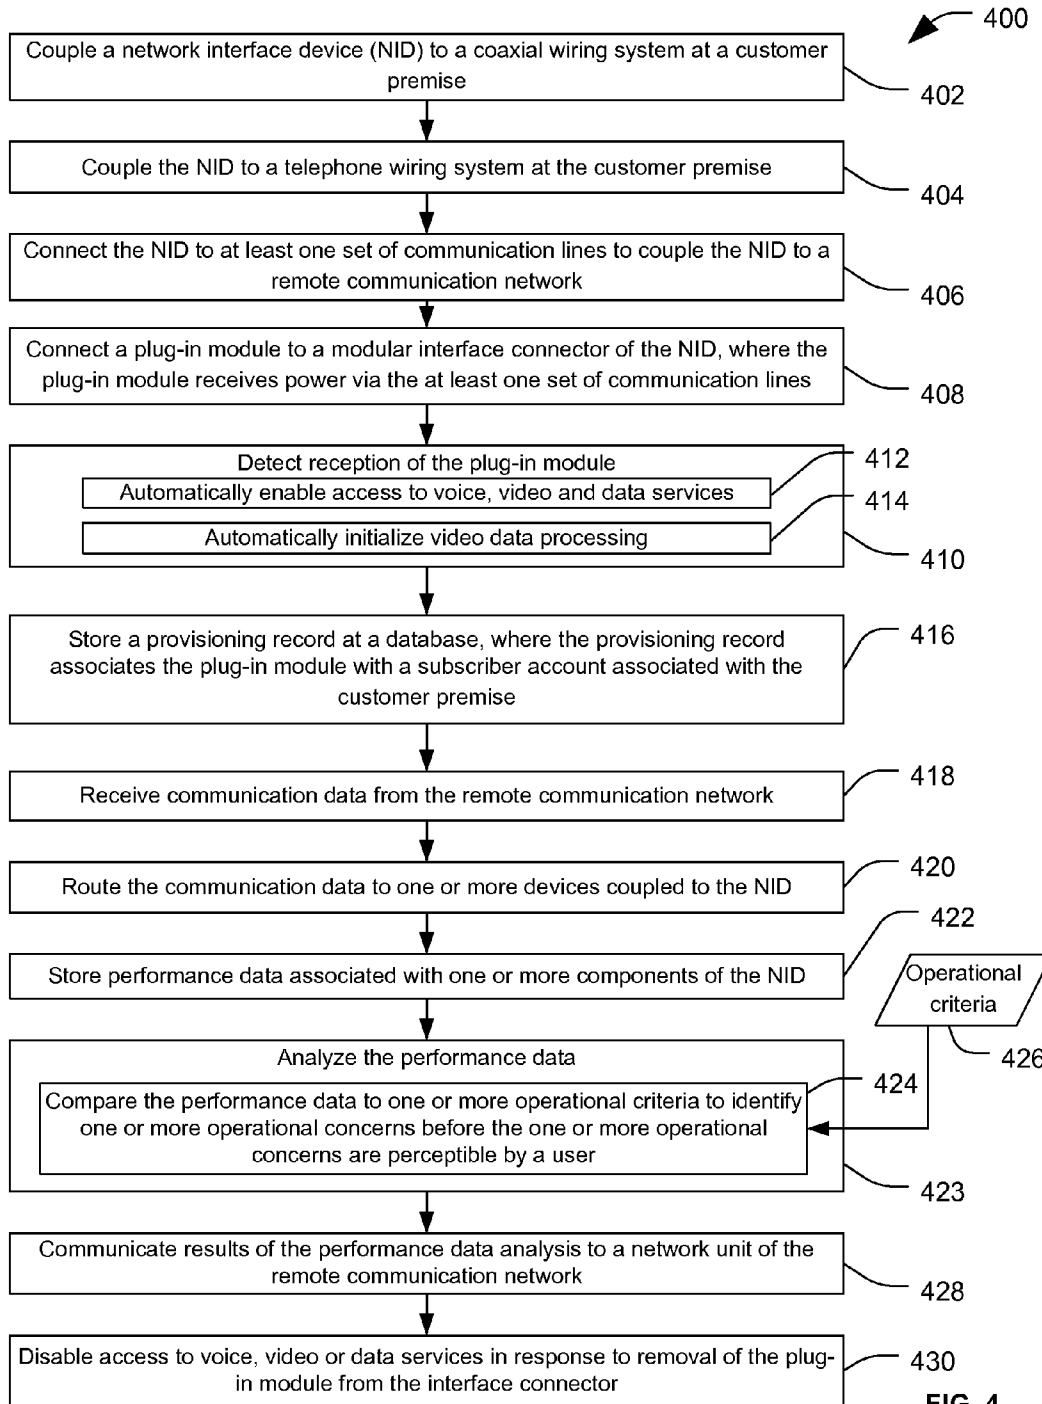 400
Couple a network interface device (NID) to a coaxial wiring system at a customer
premise
402
Couple the NID to a telephone wiring system at the customer premise
404
Connect the NID to at least one set of communication lines to couple the NID to a
remote communication network
406
Connect a plug-in module to a modular interface connector of the NID, where the
plug-in module receives power via the at least one set of communication lines
408
Detect reception of the plug-in module
412
Automatically enable access to voice, video and data services
414
Automatically initialize video data processing
410
Store a provisioning record at a database, where the provisioning record
associates the plug-in module with a subscriber account associated with the
customer premise
416
Receive communication data from the remote communication network
418
Route the communication data to one or more devices coupled to the NID
420
Store performance data associated with one or more components of the NID
422
Operational
criteria
426
Analyze the performance data
424
Compare the performance data to one or more operational criteria to identify
one or more operational concerns before the one or more operational
concerns are perceptible by a user
423
Communicate results of the performance data analysis to a network unit of the
remote communication network
428
Disable access to voice, video or data services in response to removal of the plug-
in module from the interface connector
430
FIG. 4